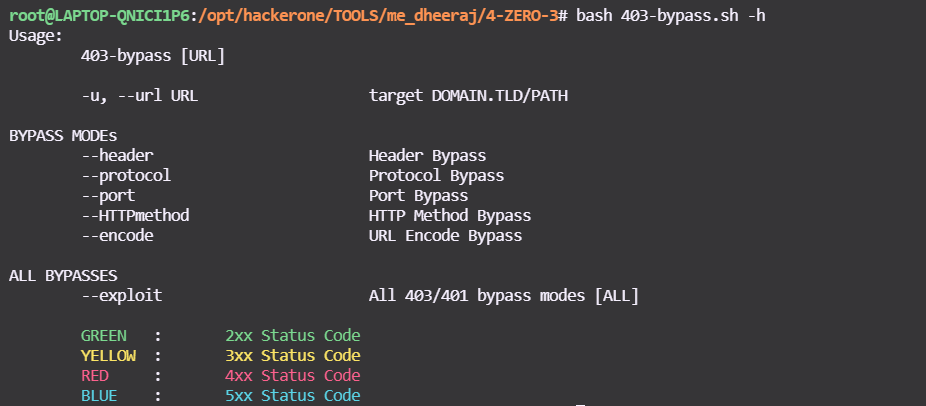 root@LAPTOP-QNICI1P6:/opt/hackerone/TOOLS/me_dheeraj/4-ZERO-3# bash 403-bypass.sh -h
Usage:
403-bypass [URL]
-u, --url URL target DOMAIN.TLD/PATH
BYPASS MODEs
--header Header Bypass
--protocol Protocol Bypass
--port Port Bypass
--HTTPmethod HTTP Method Bypass
--encode URL Encode Bypass
ALL BYPASSES
--exploit All 403/401 bypass modes [ALL]
GREEN : 2xx Status Code
YELLOW : 3xx Status Code
RED : 4xx Status Code
BLUE : 5xx Status Code